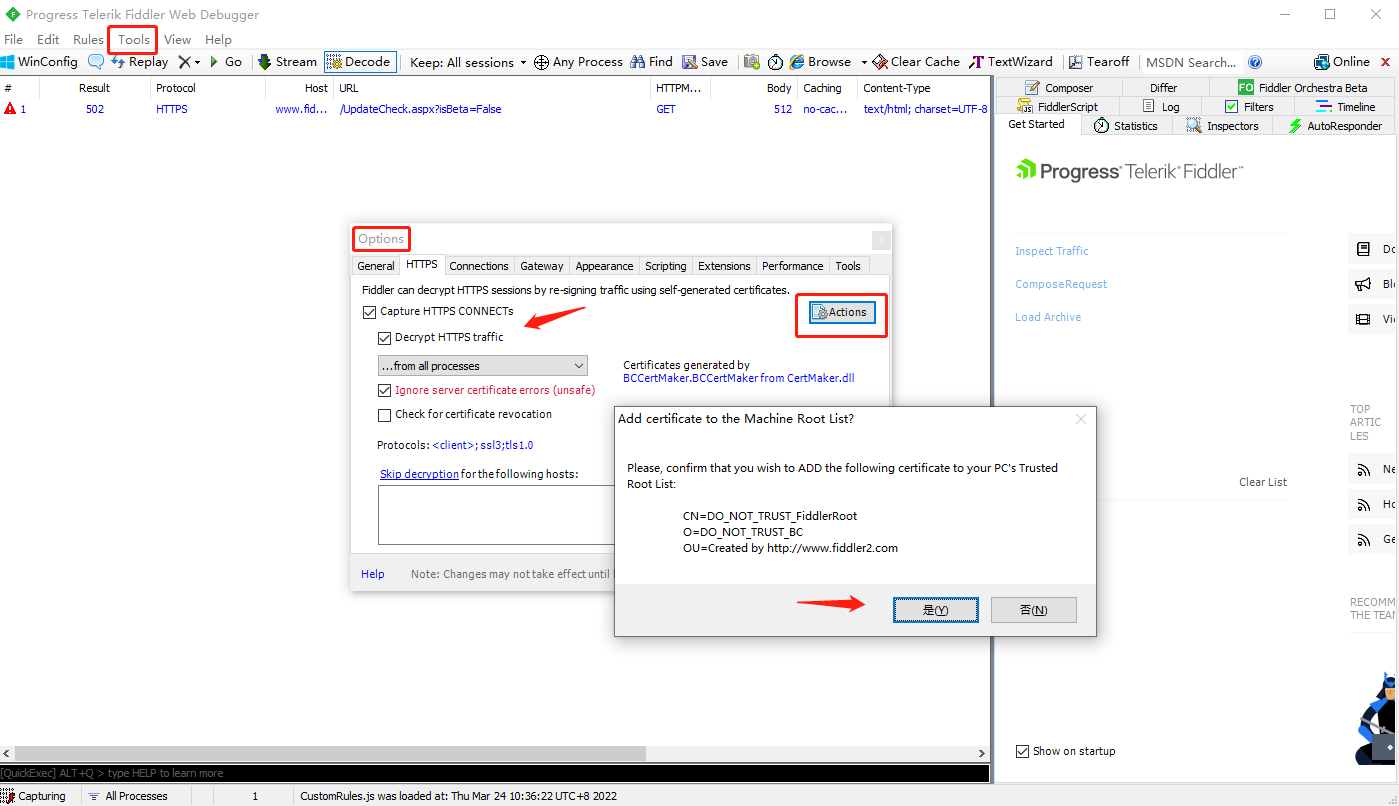 Progress Telerik Fiddler Web Debugger
File Edit Rules Tools View Help
WinConfig Replay Go Stream Decode Keep: All sessions Any Process Find Save Browse Clear Cache TextWizard Tearoff MSDN Search... Online
# Result Protocol Host URL HTTPM... Body Caching Content-Type
1 502 HTTPS www.fid... /UpdateCheck.aspx?isBeta=False GET 512 no-cac... text/html; charset=UTF-8
Composer Differ FO Fiddler Orchestra Beta
FiddlerScript Log Filters Timeline
Get Started Statistics Inspectors AutoResponder
Progress Telerik Fiddler
Inspect Traffic
Compose Request
Load Archive
Clear List
TOP
ARTIC
LES
RECOMM
THE TEAM
Show on startup
Options
General HTTPS Connections Gateway Appearance Scripting Extensions Performance Tools
Fiddler can decrypt HTTPS sessions by re-signing traffic using self-generated certificates.
Capture HTTPS CONNECTs
Actions
Decrypt HTTPS traffic
...from all processes
Certificates generated by
BCCertMaker.BCCertMaker from CertMaker.dll
Ignore server certificate errors (unsafe)
Check for certificate revocation
Protocols: <client>; ssl3;tls1.0
Skip decryption for the following hosts:
Help Note: Changes may not take effect until
Add certificate to the Machine Root List?
Please, confirm that you wish to ADD the following certificate to your PC's Trusted
Root List:
CN=DO_NOT_TRUST_FiddlerRoot
O=DO_NOT_TRUST_BC
OU=Created by http://www.fiddler2.com
是(Y) 否(N)
[QuickExec] ALT+Q > type HELP to learn more
Capturing All Processes 1 CustomRules.js was loaded at: Thu Mar 24 10:36:22 UTC+8 2022